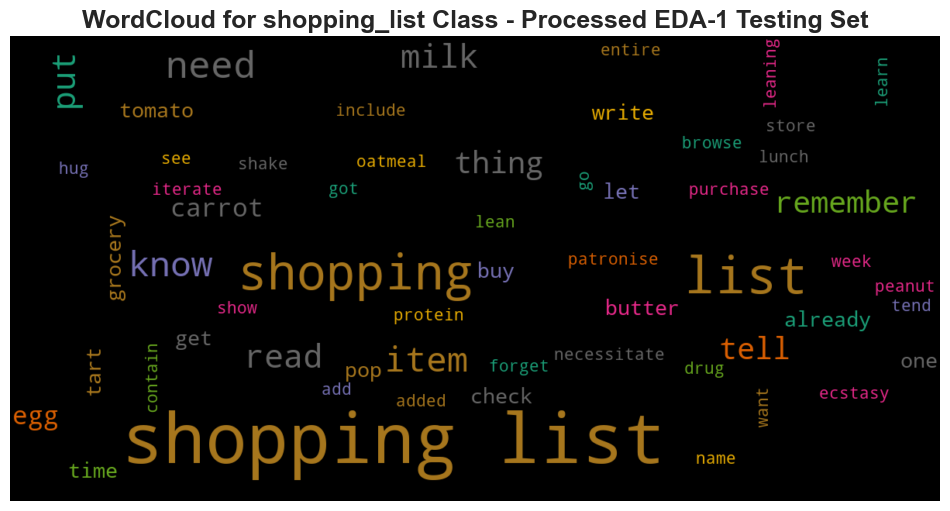 WordCloud for shopping_list Class - Processed EDA-1 Testing Set
put
need
milk
entire
leaning
learn
tomato
include
write
store
browse
lunch
hug
see
shake
oatmeal
thing
go
iterate
got
let
purchase
remember
carrot
lean
grocery
know
shopping
buy
patronise
list
week
peanut
tend
show
protein
butter
already
get
read
item
forget
necessitate
tell
drug
one
tart
contain
pop
add
added
check
want
ecstasy
egg
shopping list
time
name